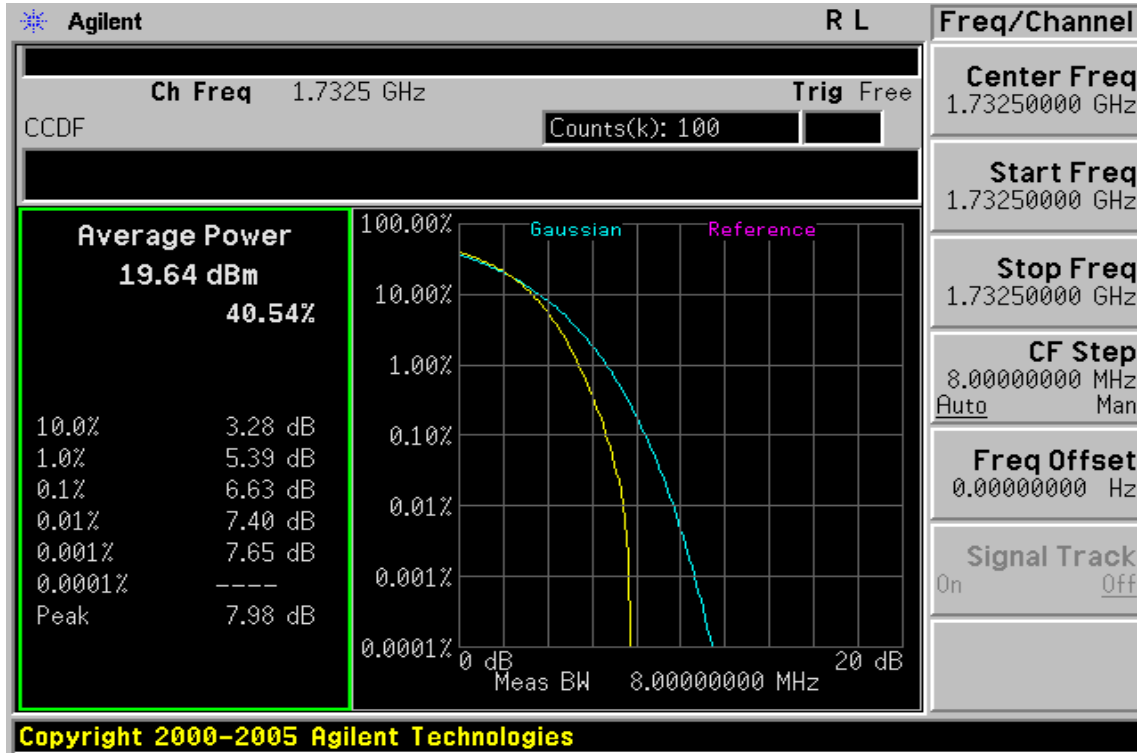 Agilent R L
Ch Freq 1.7325 GHz Trig Free
CCDF Counts(k): 100
Average Power
19.64 dBm
40.54%
10.0% 3.28 dB
1.0% 5.39 dB
0.1% 6.63 dB
0.01% 7.40 dB
0.001% 7.65 dB
0.0001% ----
Peak 7.98 dB
Gaussian Reference
100.00%
10.00%
1.00%
0.10%
0.01%
0.001%
0.0001%
0 dB 20 dB
Meas BW 8.00000000 MHz
Freq/Channel
Center Freq
1.73250000 GHz
Start Freq
1.73250000 GHz
Stop Freq
1.73250000 GHz
CF Step
8.00000000 MHz
Auto Man
Freq Offset
0.00000000 Hz
Signal Track
On Off
Copyright 2000-2005 Agilent Technologies